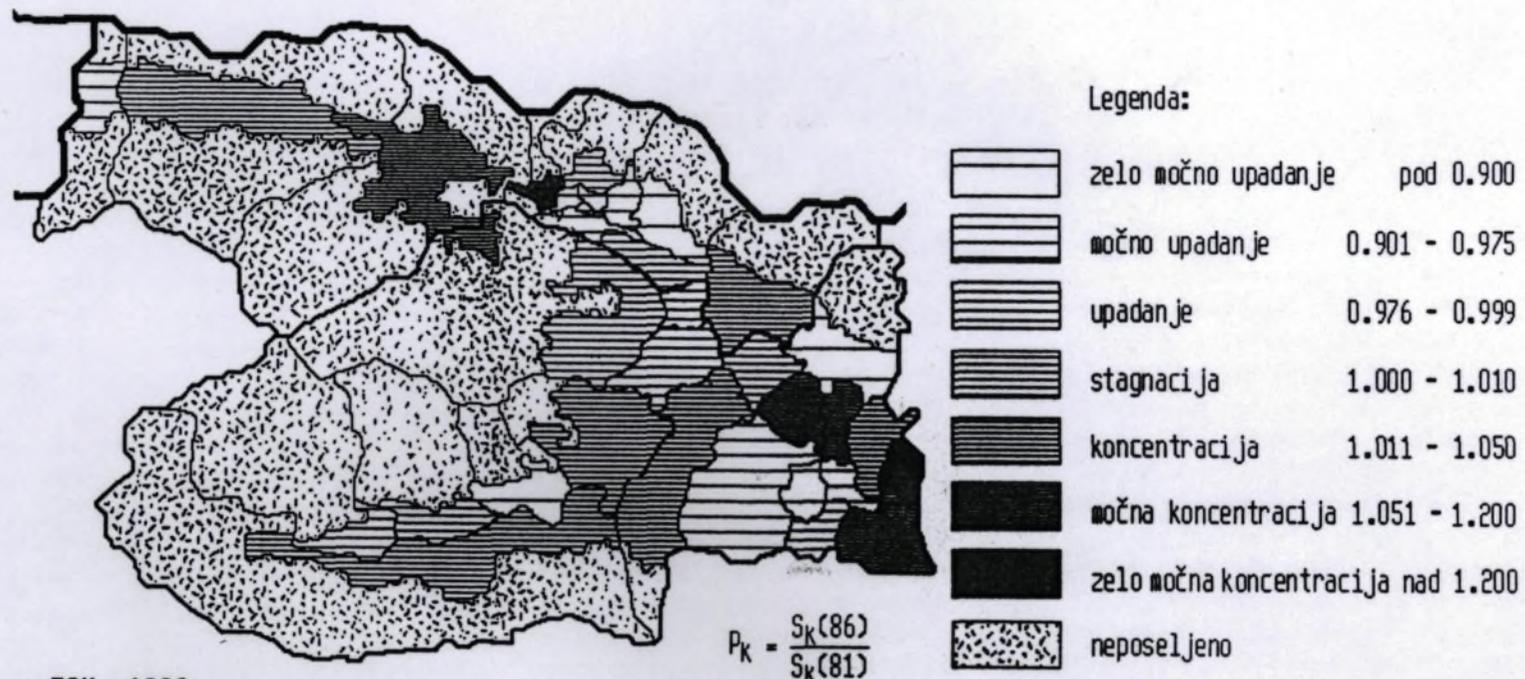 Legenda:
zelo močno upadanje pod 0.900
močno upadanje 0.901 - 0.975
upadanje 0.976 - 0.999
stagnacija 1.000 - 1.010
koncentracija 1.011 - 1.050
močna koncentracija 1.051 - 1.200
zelo močna koncentracija nad 1.200
neposeljeno
P_K = S_K(86) / S_K(81)